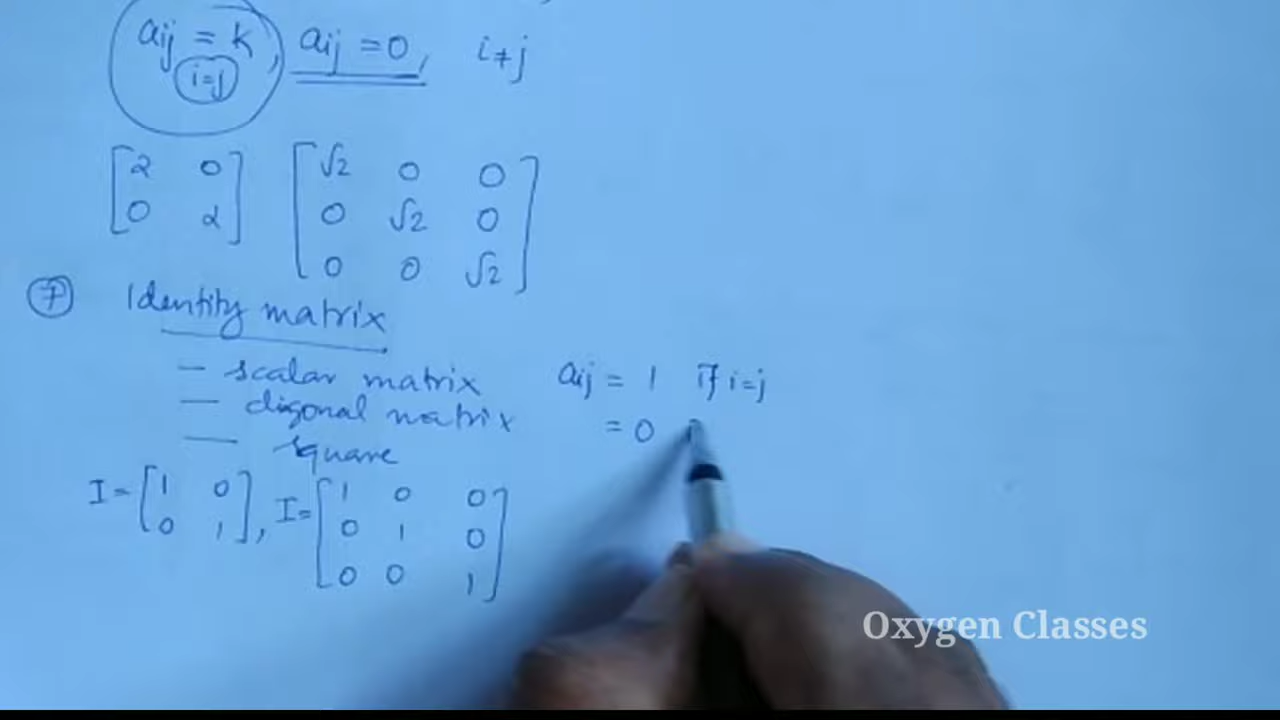 aij = k, aij = 0, i≠j
i=j
[2 0
0 2]
[√2 0 0
0 √2 0
0 0 √2]
⑦ Identity matrix
— scalar matrix
— digonal matrix
— square
aij = 1 if i=j
= 0
I = [1 0
0 1],
I = [1 0 0
0 1 0
0 0 1]
Oxygen Classes